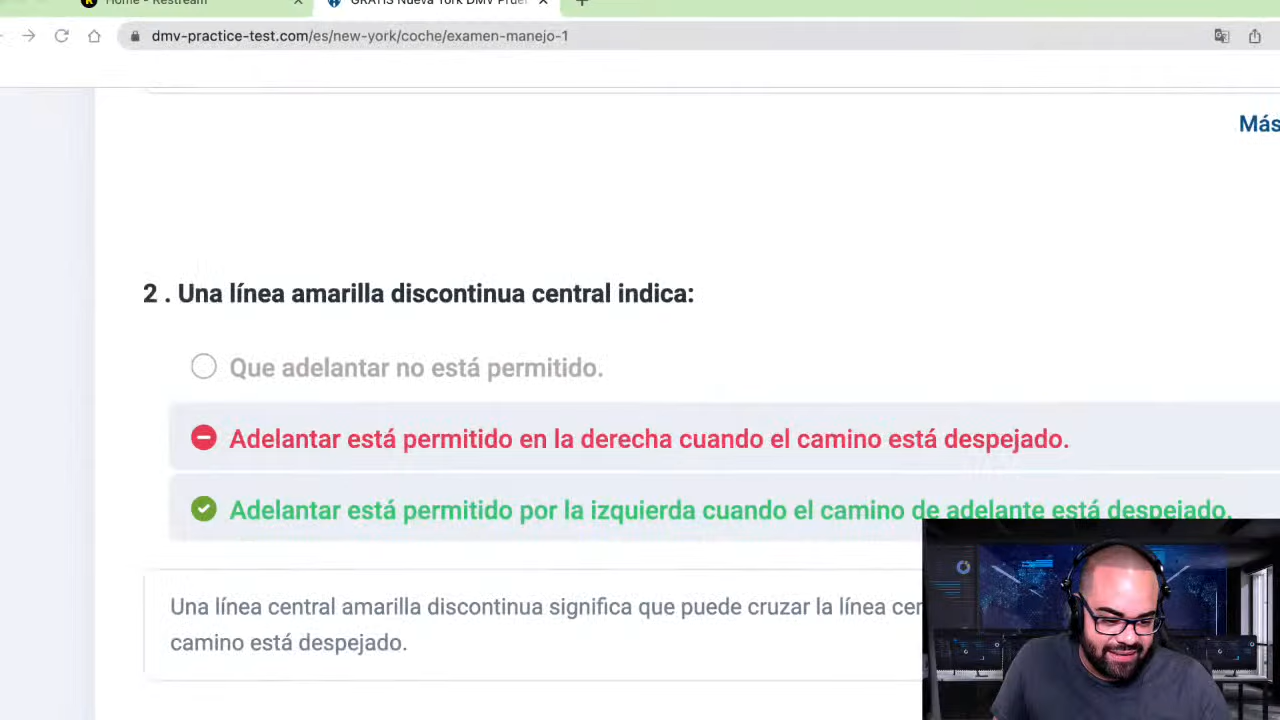 Home - Restream
GRATIS Nueva York DMV Prue
dmv-practice-test.com/es/new-york/coche/examen-manejo-1
Más
2 . Una línea amarilla discontinua central indica:
Que adelantar no está permitido.
Adelantar está permitido en la derecha cuando el camino está despejado.
Adelantar está permitido por la izquierda cuando el camino de adelante está despejado.
Una línea central amarilla discontinua significa que puede cruzar la línea cen
camino está despejado.